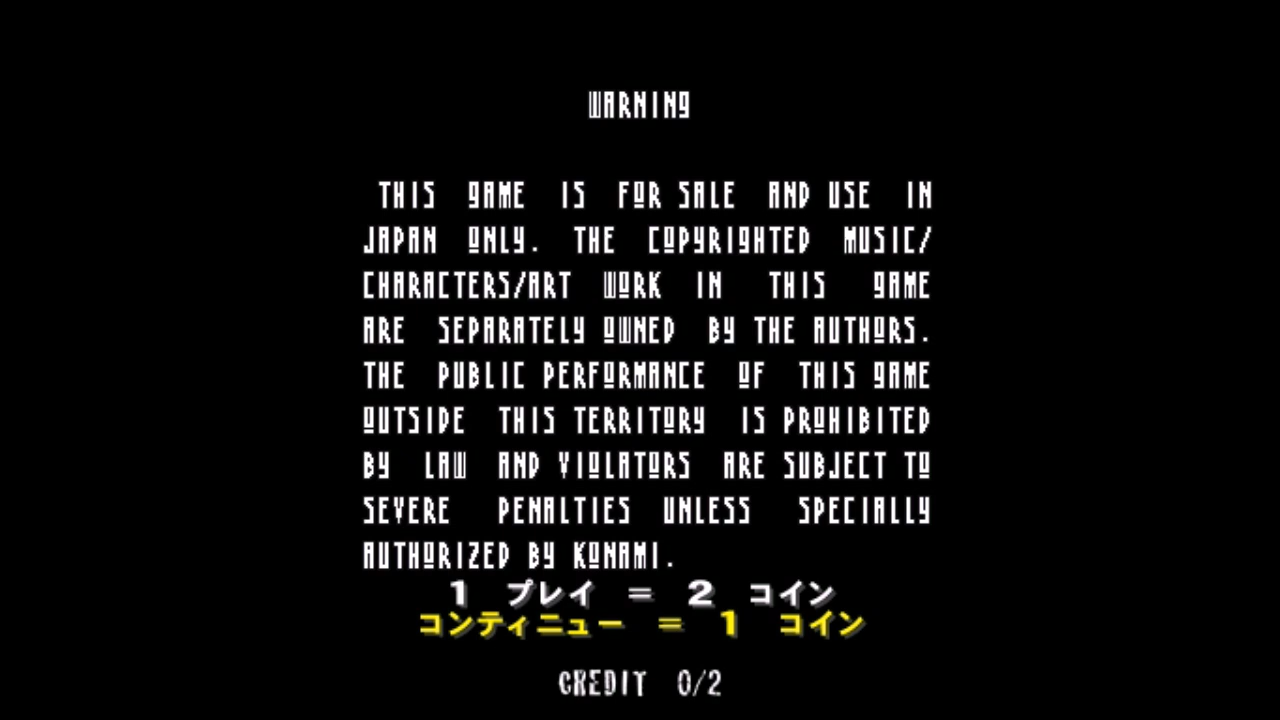 WARNING
THIS GAME IS FOR SALE AND USE IN
JAPAN ONLY. THE COPYRIGHTED MUSIC/
CHARACTERS/ART WORK IN THIS GAME
ARE SEPARATELY OWNED BY THE AUTHORS.
THE PUBLIC PERFORMANCE OF THIS GAME
OUTSIDE THIS TERRITORY IS PROHIBITED
BY LAW AND VIOLATORS ARE SUBJECT TO
SEVERE PENALTIES UNLESS SPECIALLY
AUTHORIZED BY KONAMI.
1 プレイ = 2 コイン
コンティニュー = 1 コイン
CREDIT 0/2